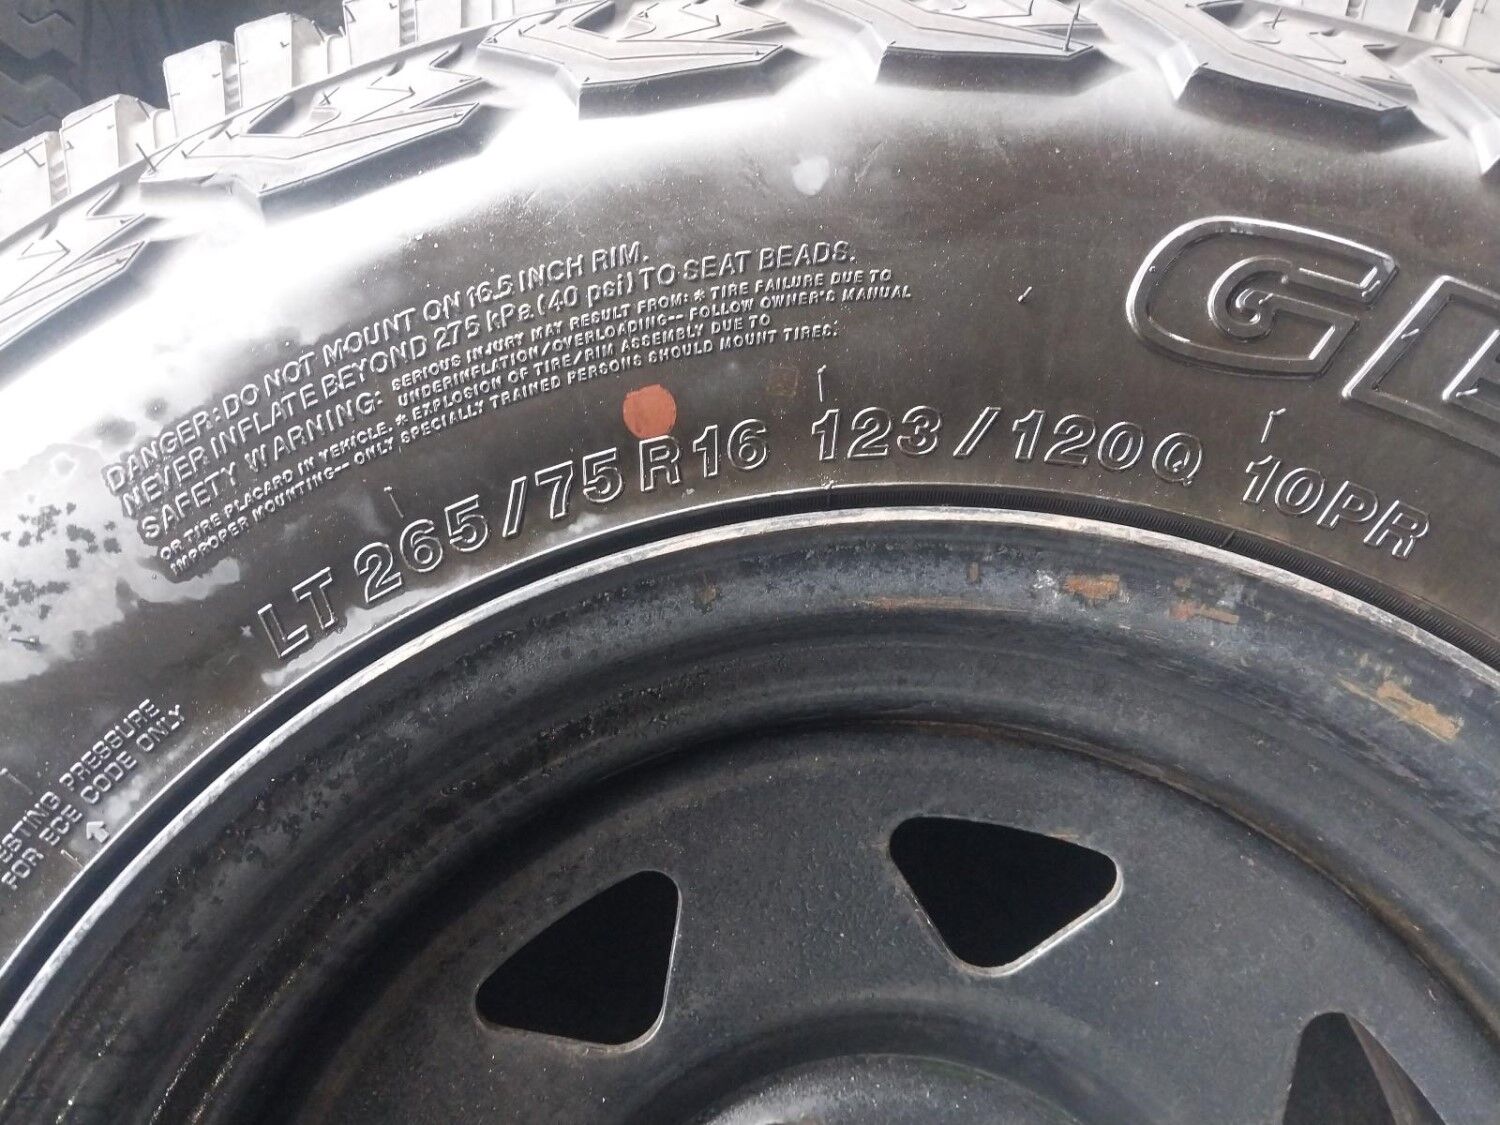 DANGER: DO NOT MOUNT ON 16.5 INCH RIM.
NEVER INFLATE BEYOND 275 kPa (40 psi) TO SEAT BEADS.
SAFETY WARNING: SERIOUS INJURY MAY RESULT FROM: * TIRE FAILURE DUE TO
UNDERINFLATION/OVERLOADING-- FOLLOW OWNER'S MANUAL
OR TIRE PLACARD IN VEHICLE. * EXPLOSION OF TIRE/RIM ASSEMBLY DUE TO
IMPROPER MOUNTING-- ONLY SPECIALLY TRAINED PERSONS SHOULD MOUNT TIRES.
LT 265/75R16 123/120Q 10PR
GE
ESTING PRESSURE
FOR ECE CODE ONLY